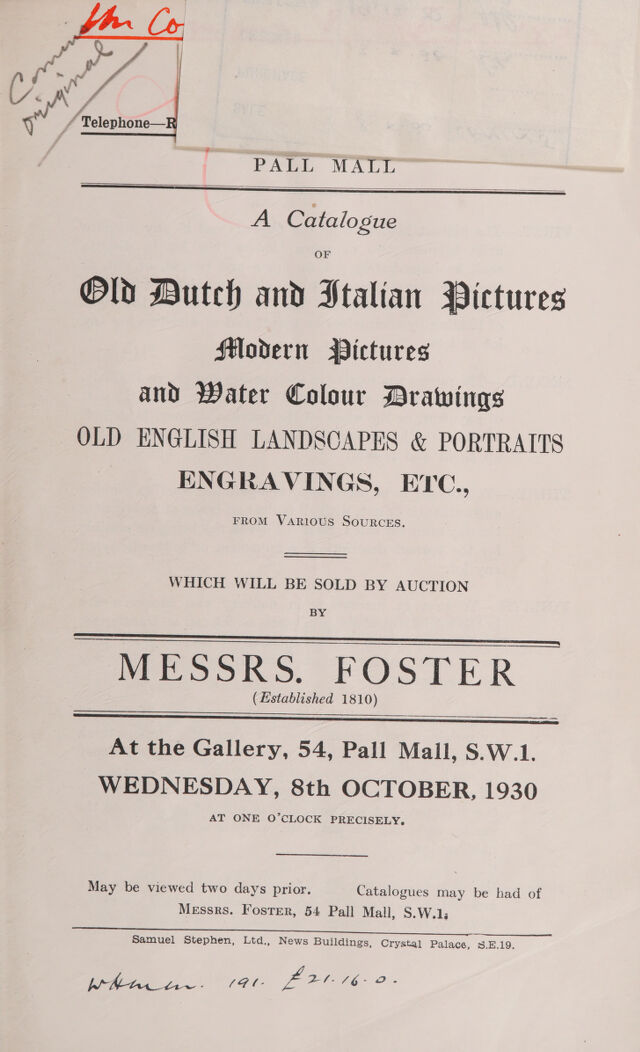 the Co
original
Telephone—R
PALL MALL
A Catalogue
OF
Old Dutch and Italian Pictures
Modern Pictures
and Water Colour Drawings
OLD ENGLISH LANDSCAPES & PORTRAITS
ENGRAVINGS, ETC.,
FROM VARIOUS SOURCES.
WHICH WILL BE SOLD BY AUCTION
BY
MESSRS. FOSTER
(Established 1810)
At the Gallery, 54, Pall Mall, S.W.1.
WEDNESDAY, 8th OCTOBER, 1930
AT ONE O'CLOCK PRECISELY.
May be viewed two days prior. Catalogues may be had of
MESSRS. FOSTER, 54 Pall Mall, S.W.1.
Samuel Stephen, Ltd., News Buildings, Crystal Palace, S.E.19.
191. £21.16.0.